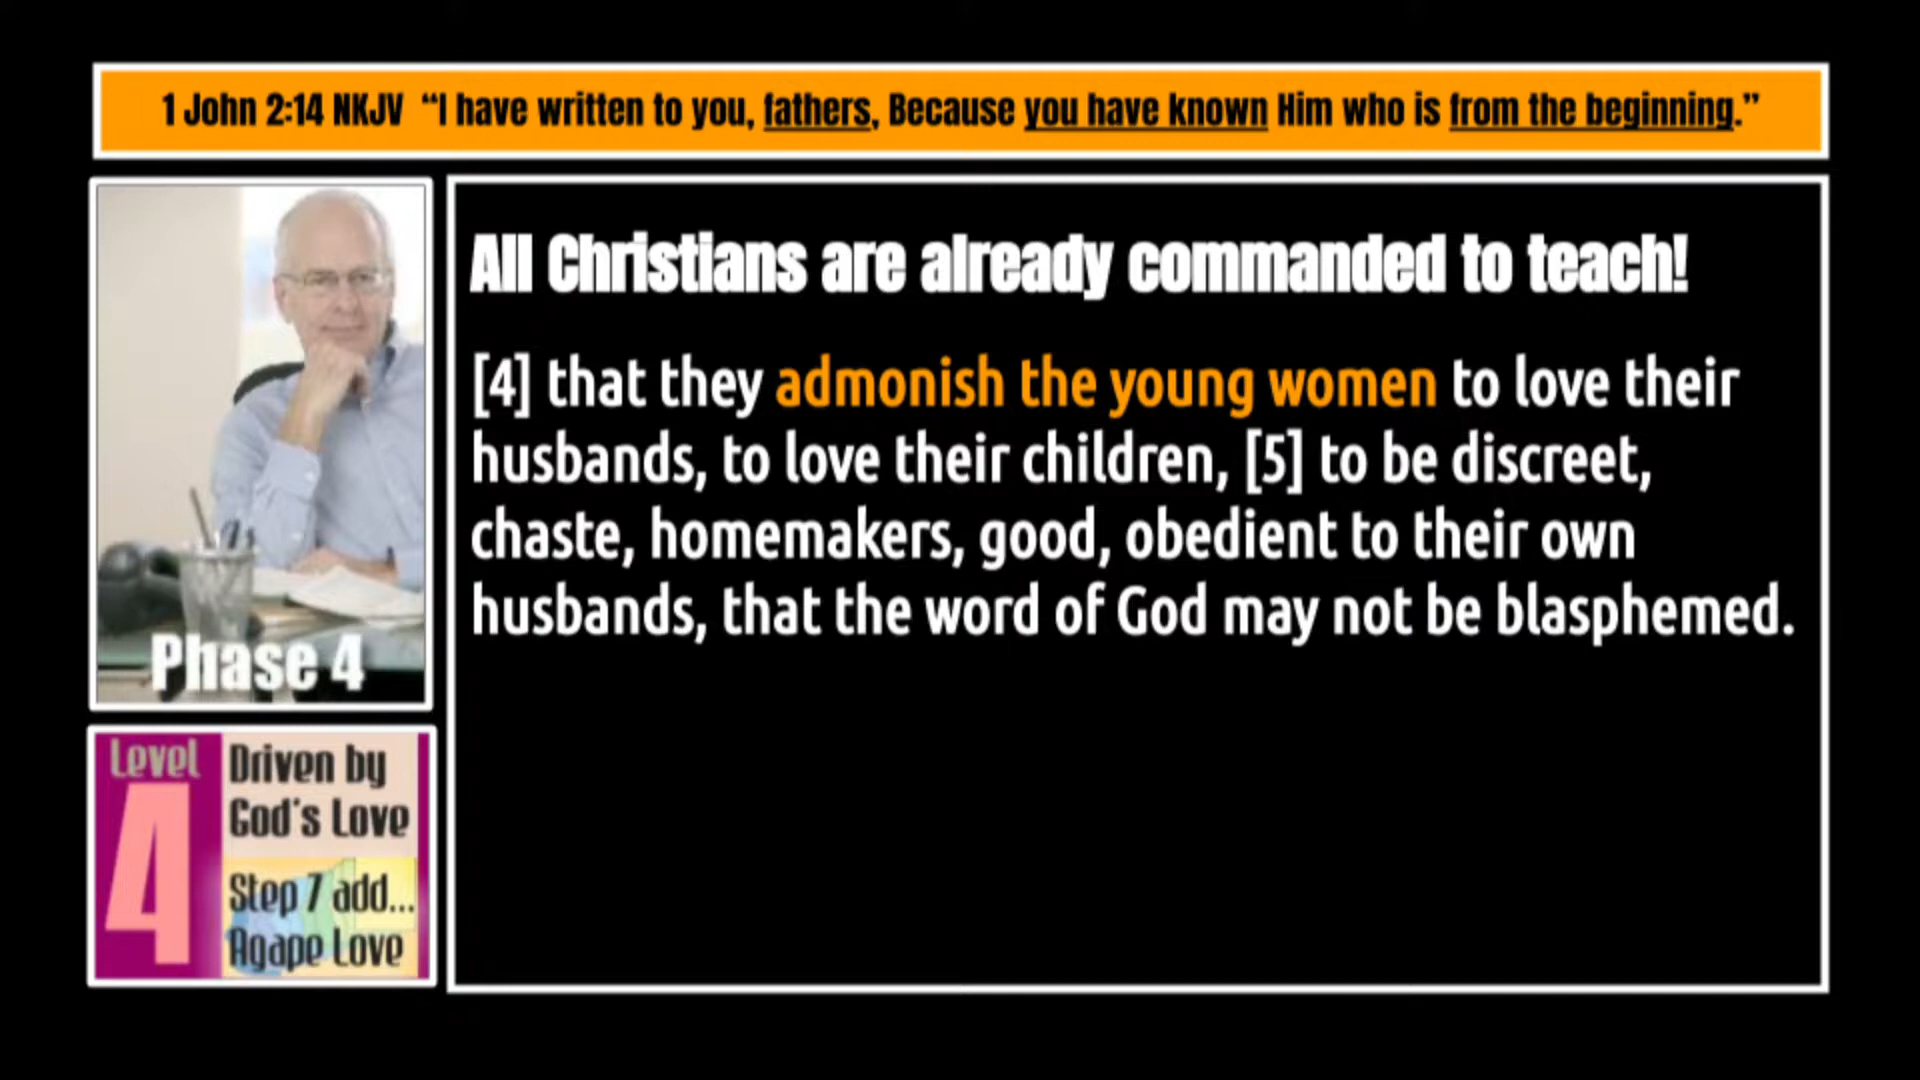 1 John 2:14 NKJV “I have written to you, fathers, Because you have known Him who is from the beginning.”
All Christians are already commanded to teach!
[4] that they admonish the young women to love their
husbands, to love their children, [5] to be discreet,
chaste, homemakers, good, obedient to their own
husbands, that the word of God may not be blasphemed.
Phase 4
Level
4
Driven by
God's Love
Step 7 add...
Agape Love